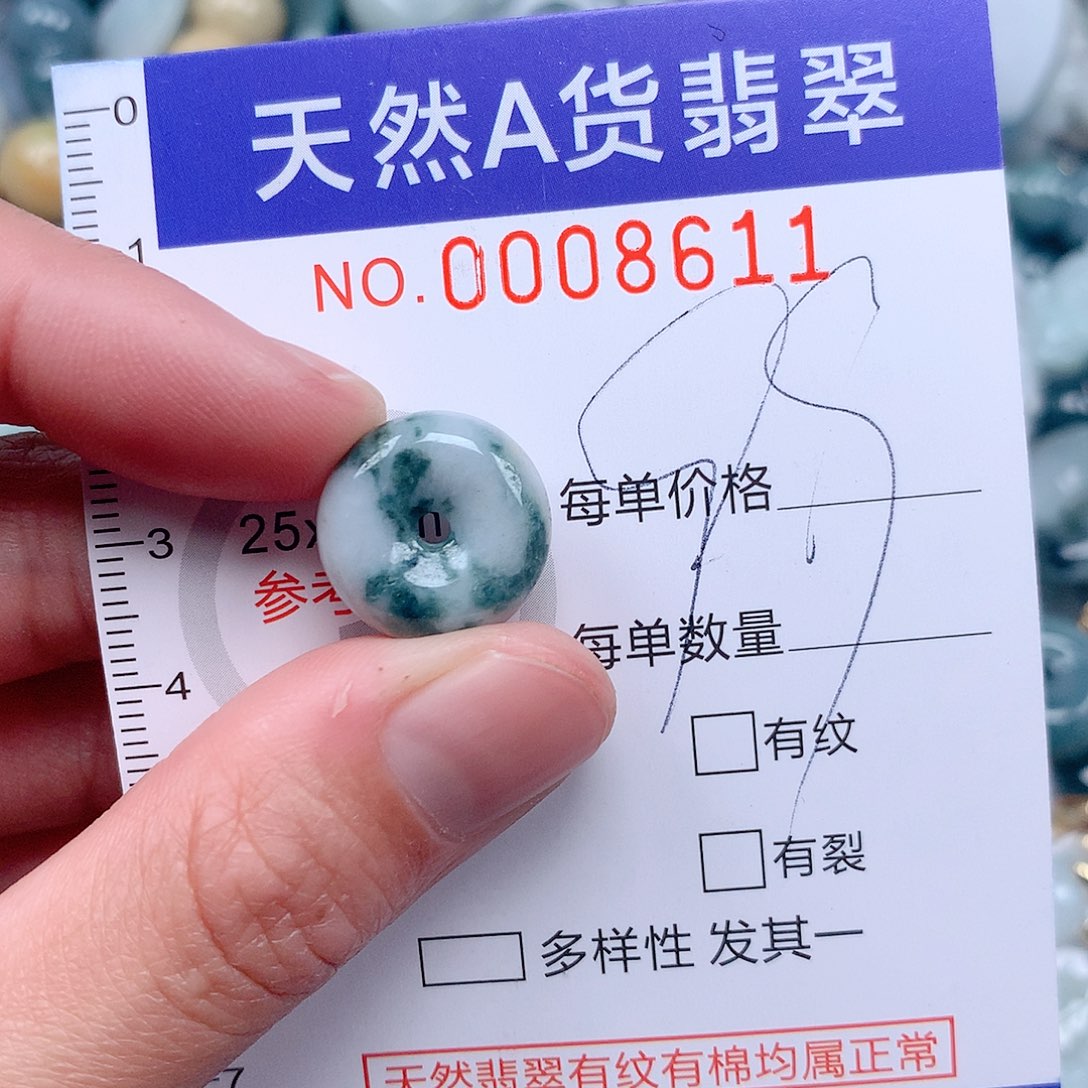 天然A货翡翠
NO.0008611
0
1
3
4
7
25x
参考
每单价格
每单数量
有纹
有裂
多样性 发其一
天然翡翠有纹有棉均属正常